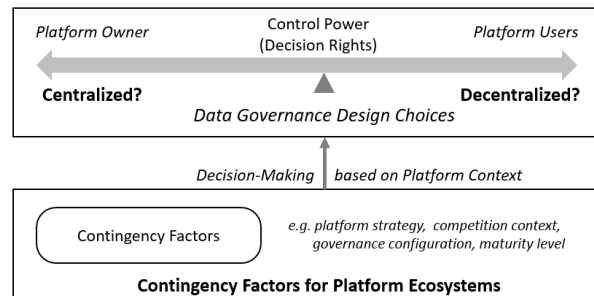 Platform Owner
Control Power
(Decision Rights)
Platform Users
Centralized?
Decentralized?
Data Governance Design Choices
Decision-Making based on Platform Context
Contingency Factors
e.g. platform strategy, competition context,
governance configuration, maturity level
Contingency Factors for Platform Ecosystems